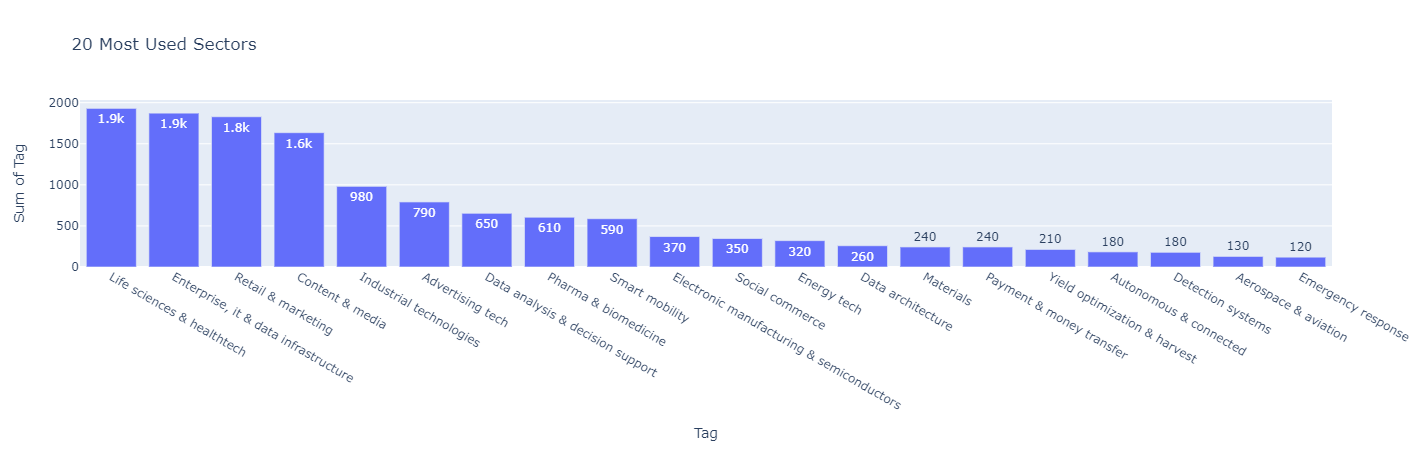 20 Most Used Sectors
Sum of Tag
2000
1500
1000
500
0
1.9k
1.9k
1.8k
1.6k
980
790
650
610
590
370
350
320
260
240
240
210
180
180
130
120
Life sciences & healthtech
Enterprise, it & data infrastructure
Retail & marketing
Content & media
Industrial technologies
Advertising tech
Data analysis & decision support
Pharma & biomedicine
Smart mobility
Electronic manufacturing & semiconductors
Social commerce
Energy tech
Data architecture
Materials
Payment & money transfer
Yield optimization & harvest
Autonomous & connected
Detection systems
Aerospace & aviation
Emergency response
Tag